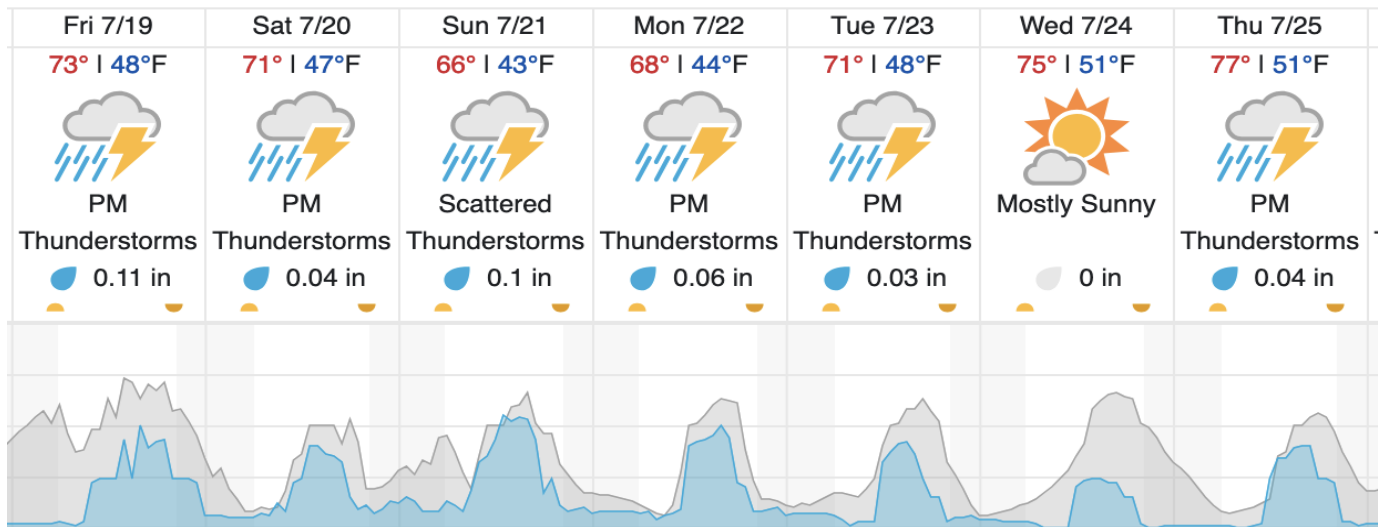 Fri 7/19 Sat 7/20 Sun 7/21 Mon 7/22 Tue 7/23 Wed 7/24 Thu 7/25
73° | 48°F 71° | 47°F 66° | 43°F 68° | 44°F 71° | 48°F 75° | 51°F 77° | 51°F
PM PM Scattered PM PM Mostly Sunny PM
Thunderstorms Thunderstorms Thunderstorms Thunderstorms Thunderstorms Thunderstorms
0.11 in 0.04 in 0.1 in 0.06 in 0.03 in 0 in 0.04 in